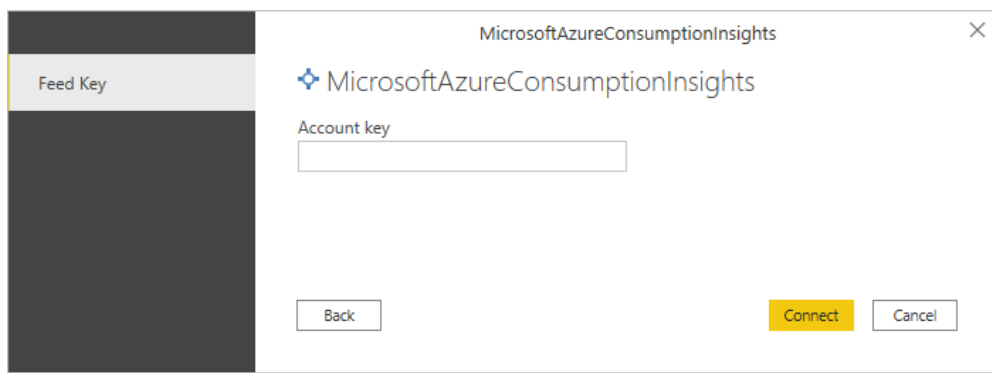 MicrosoftAzureConsumptionInsights
Feed Key
MicrosoftAzureConsumptionInsights
Account key
Back
Connect
Cancel